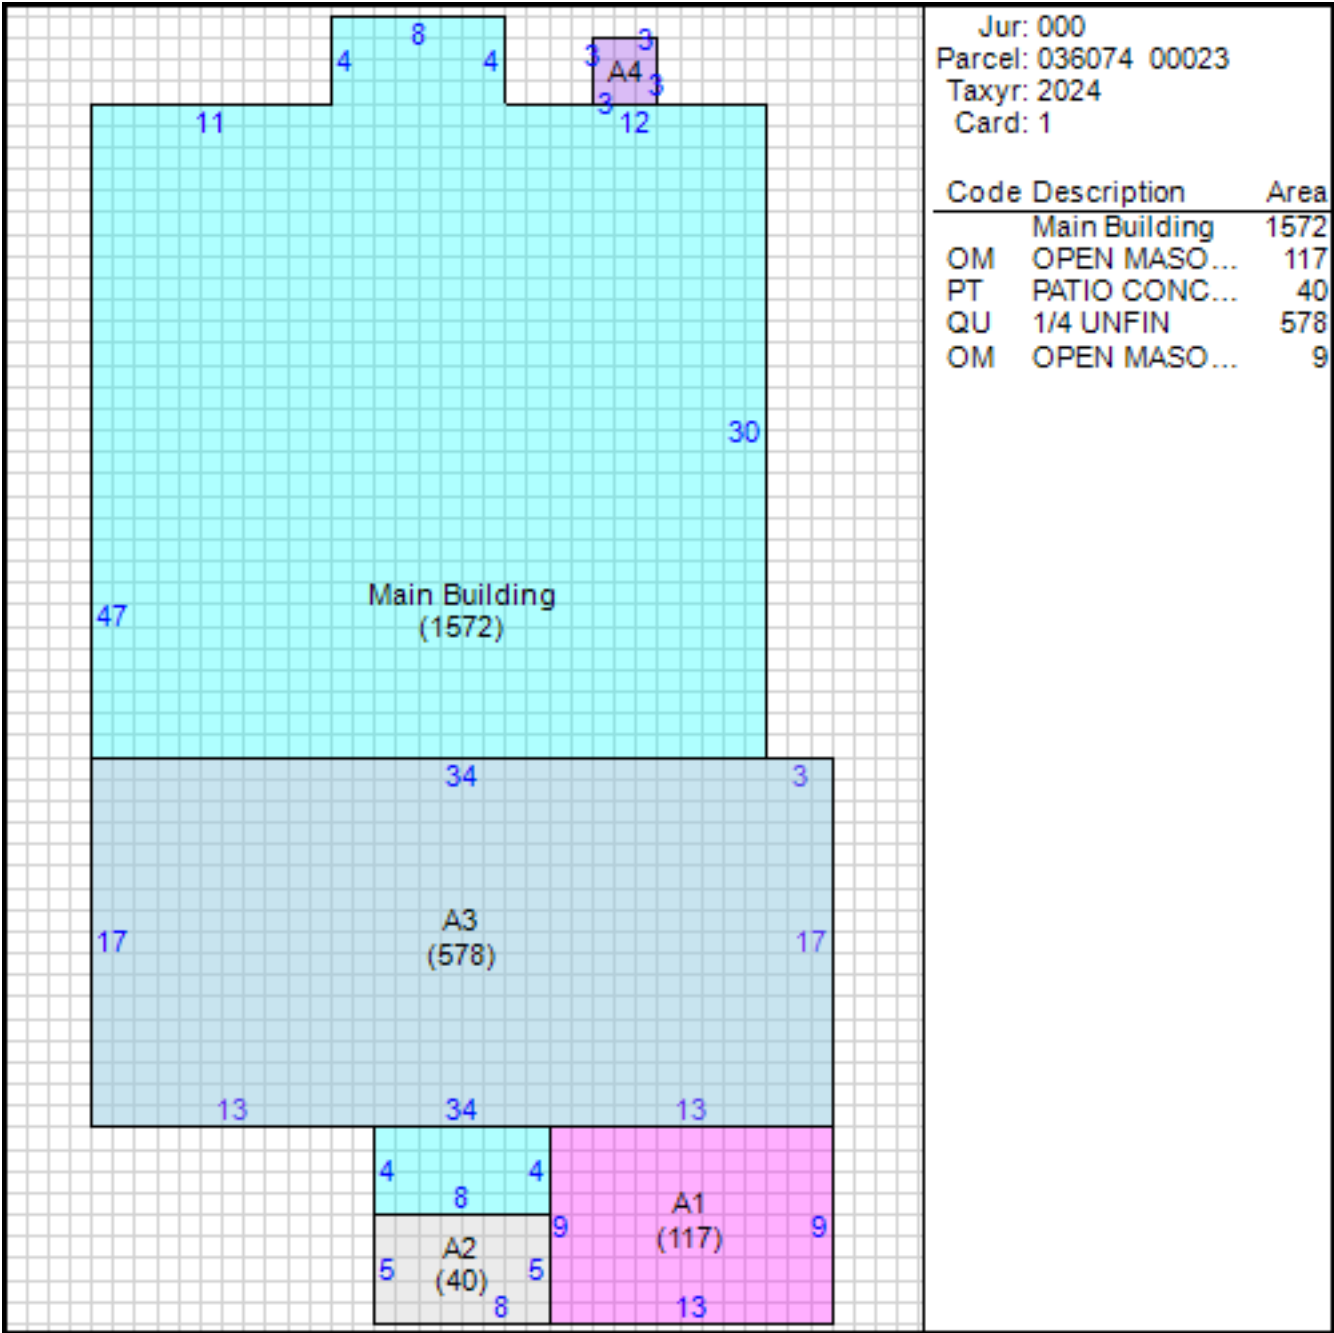 8
4
4
3
3
A4
3
3
11
12
30
47
Main Building
(1572)
34
3
A3
(578)
17
17
13
34
13
4
4
8
A1
(117)
9
9
A2
(40)
5
5
8
13
Jur: 000
Parcel: 036074 00023
Taxyr: 2024
Card: 1
Code Description Area
Main Building 1572
OM OPEN MASO... 117
PT PATIO CONC... 40
QU 1/4 UNFIN 578
OM OPEN MASO... 9